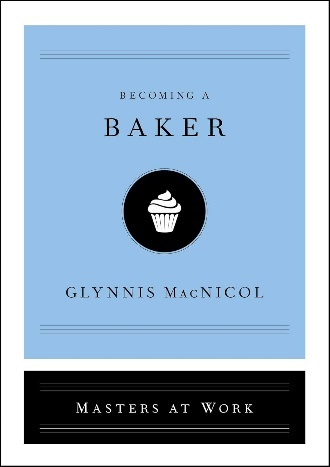 BECOMING A
BAKER
GLYNNIS MACNICOL
MASTERS AT WORK